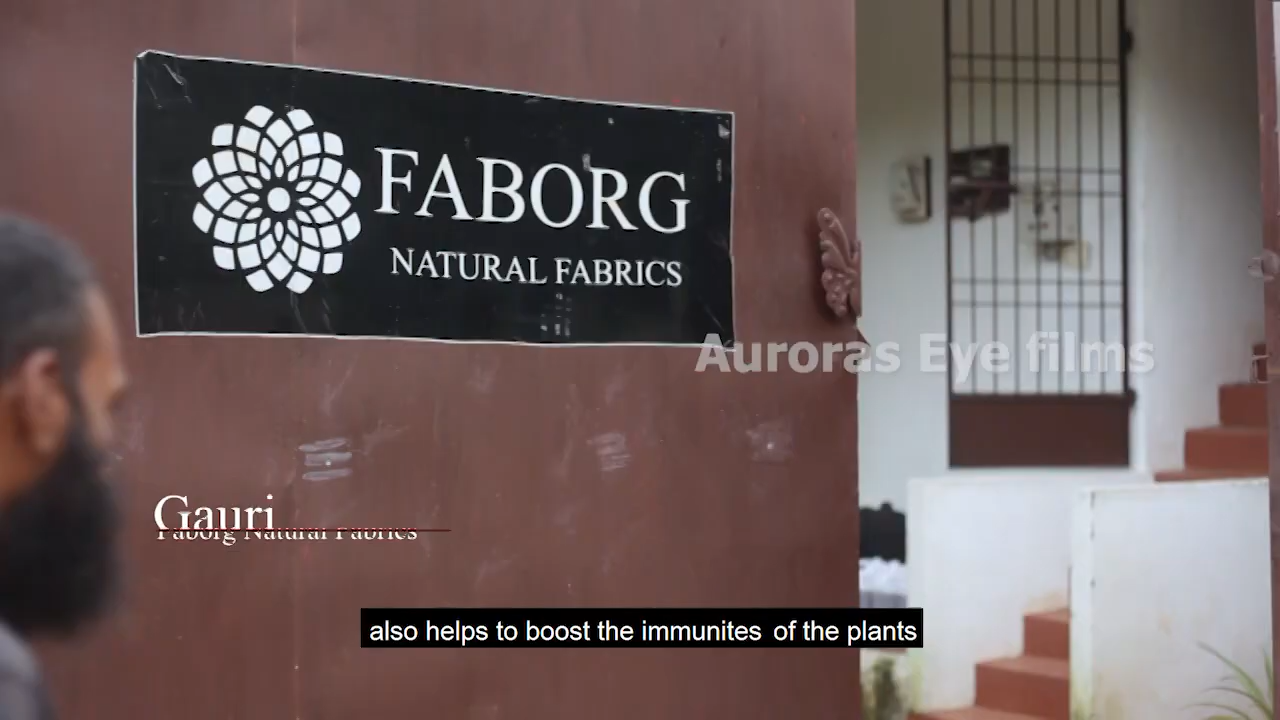 FABORG
NATURAL FABRICS
Auroras Eye films
Gauri
Faborg Natural Fabrics
also helps to boost the immunites of the plants